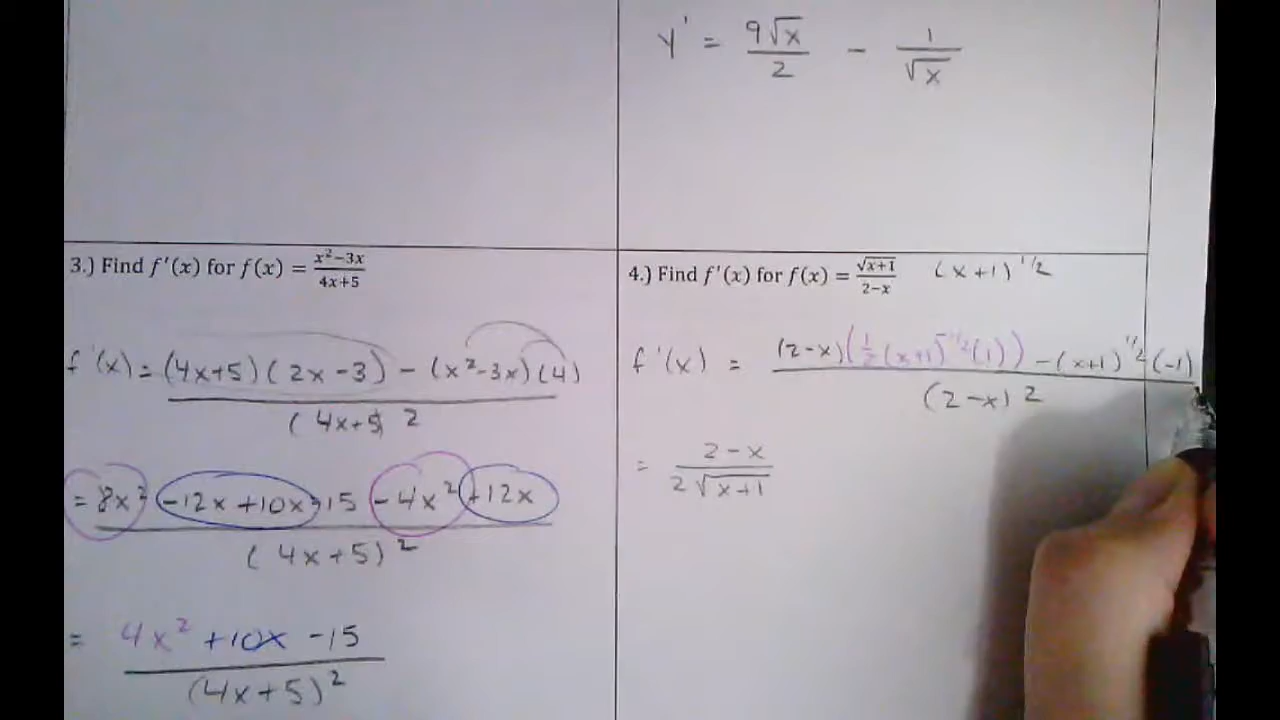 y' = 9√x / 2 - 1 / √x
3.) Find f'(x) for f(x) = x²-3x / 4x+5
f'(x) = (4x+5)(2x-3) - (x²-3x)(4) / (4x+5)²
= 8x² -12x +10x -15 -4x² +12x / (4x+5)²
= 4x² +10x -15 / (4x+5)²
4.) Find f'(x) for f(x) = √x+1 / 2-x (x+1)^1/2
f'(x) = (2-x)(1/2 (x+1)^-1/2 (1)) - (x+1)^1/2 (-1) / (2-x)²
= 2-x / 2√x+1